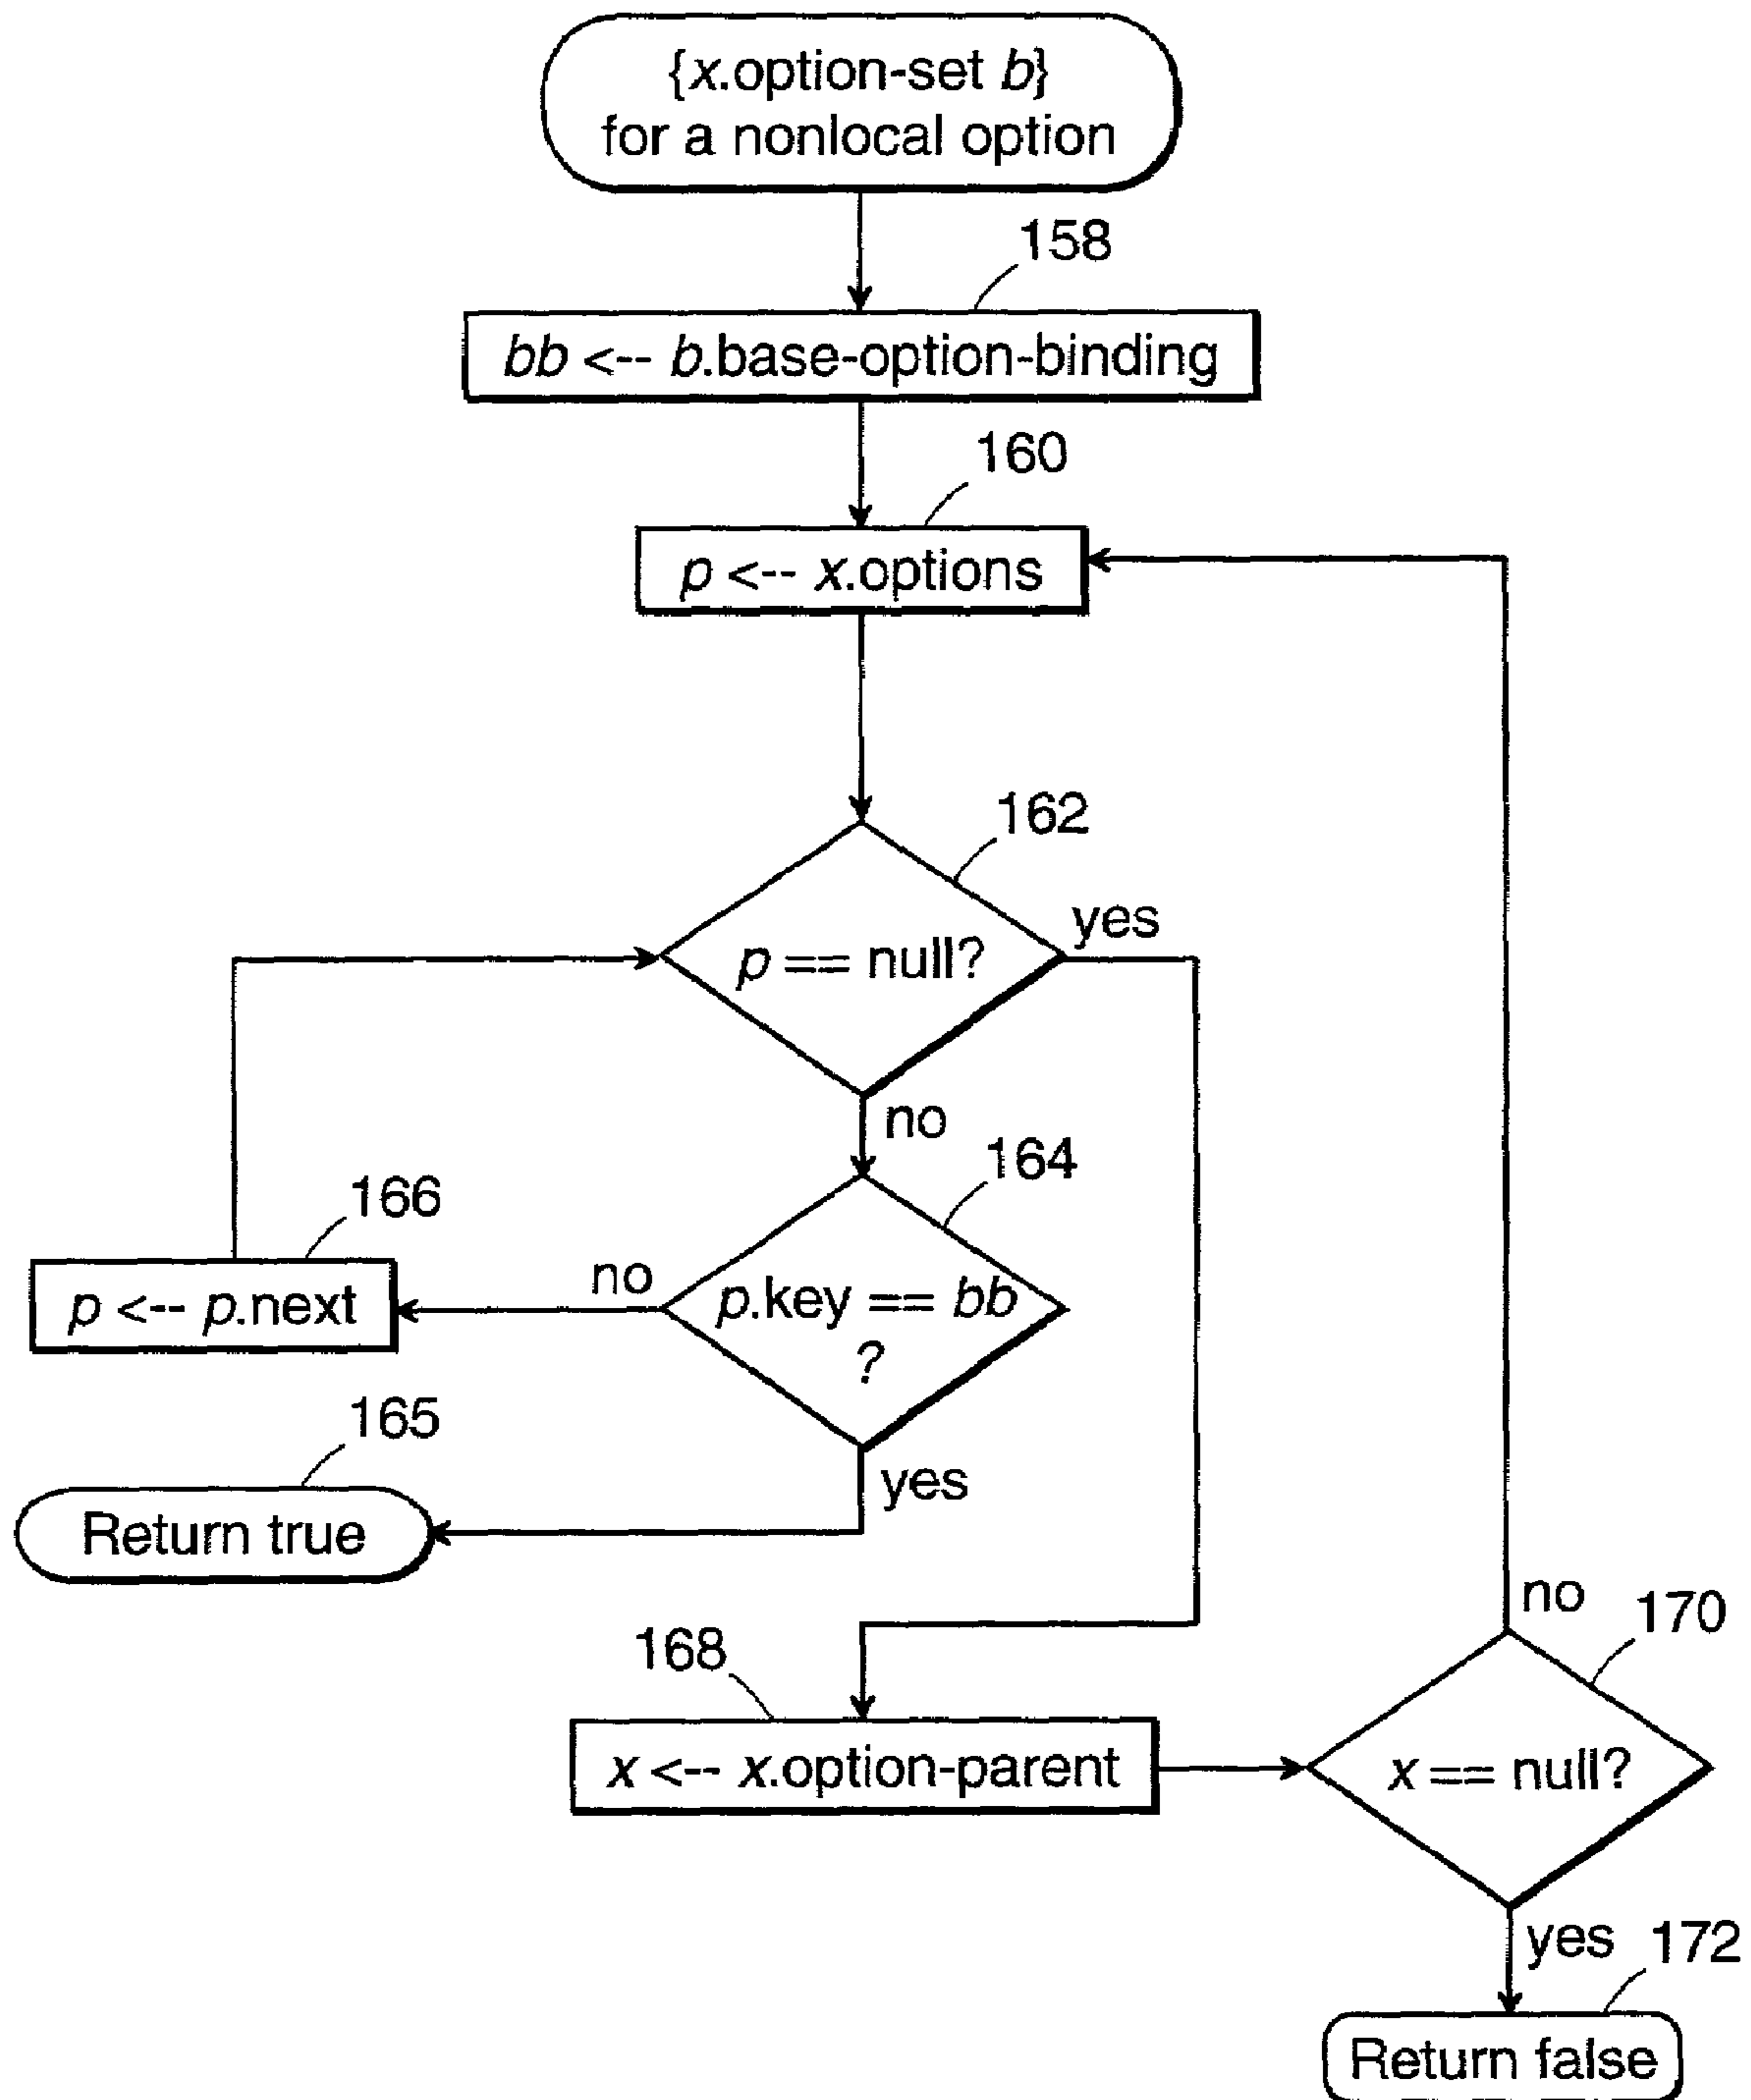 {x.option-set b}
for a nonlocal option
158
bb <-- b.base-option-binding
160
p <-- x.options
162
yes
p == null?
no
164
166
no
p.key == bb
?
p <-- p.next
165
yes
Return true
no
170
168
x <-- x.option-parent
x == null?
yes
172
Return false